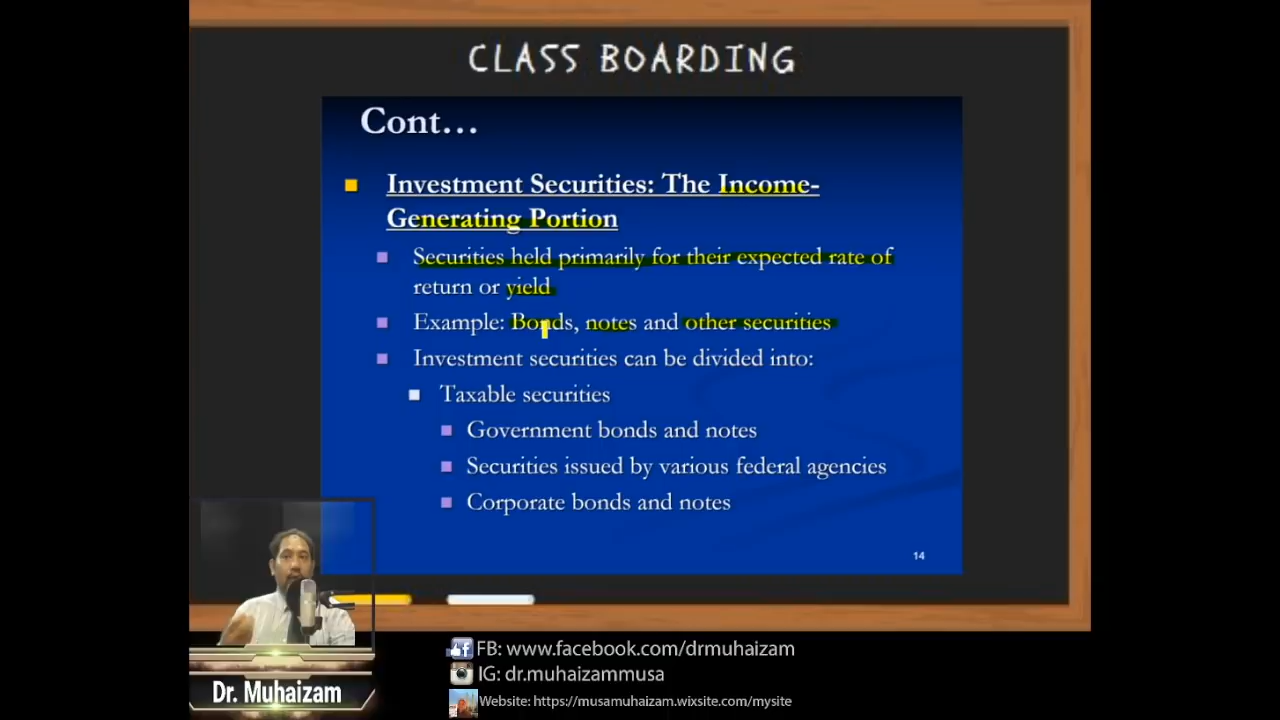 CLASS BOARDING
Cont…
Investment Securities: The Income-
Generating Portion
Securities held primarily for their expected rate of
return or yield
Example: Bonds, notes and other securities
Investment securities can be divided into:
Taxable securities
Government bonds and notes
Securities issued by various federal agencies
Corporate bonds and notes
14
Dr. Muhaizam
FB: www.facebook.com/drmuhaizam
IG: dr.muhaizammusa
Website: https://musamuhaizam.wixsite.com/mysite